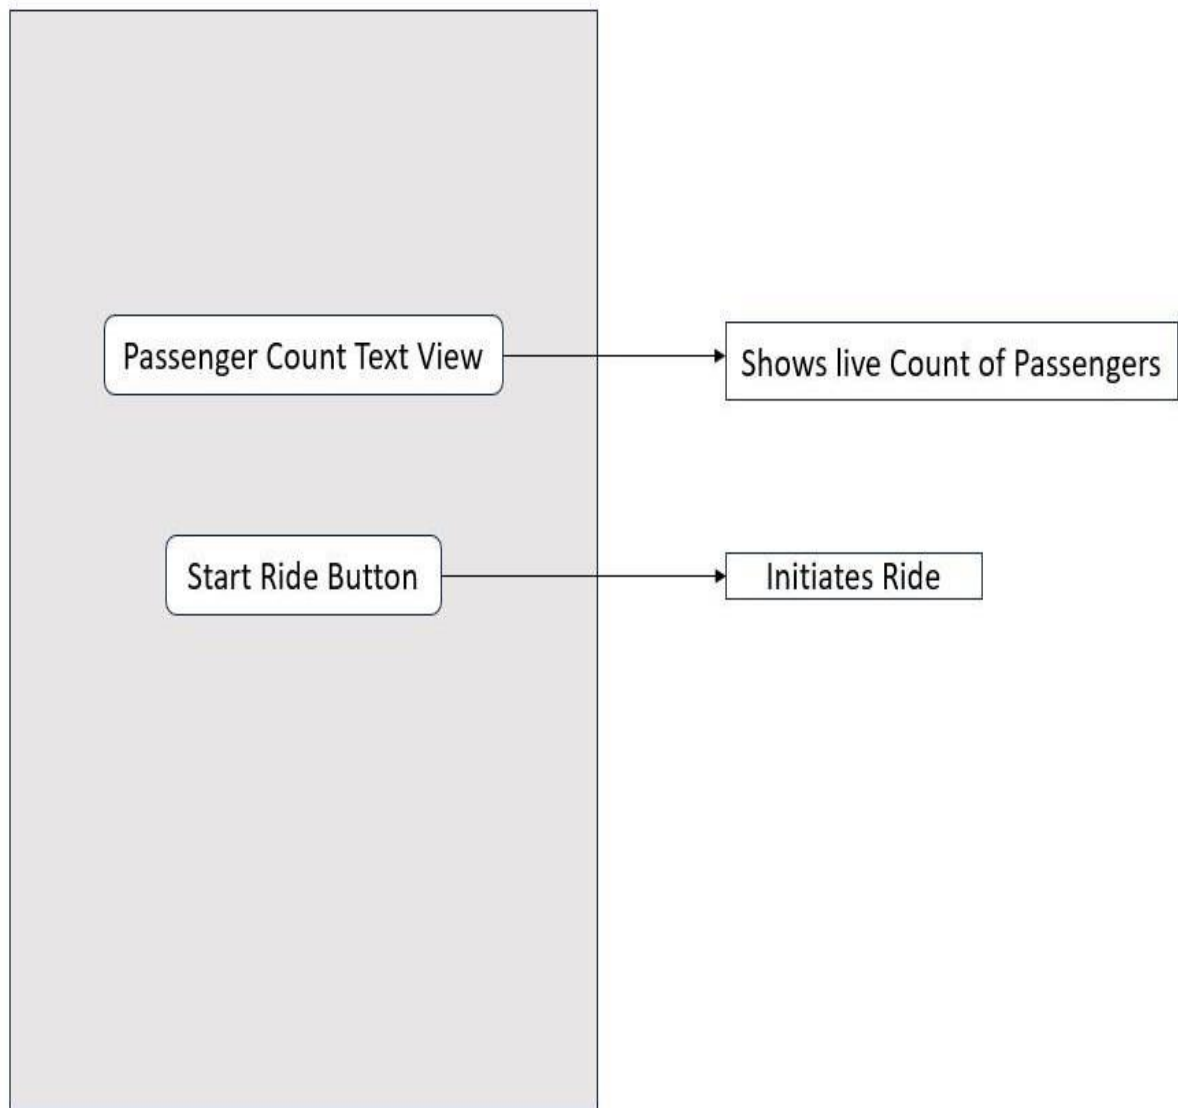 Passenger Count Text View
Shows live Count of Passengers
Start Ride Button
Initiates Ride